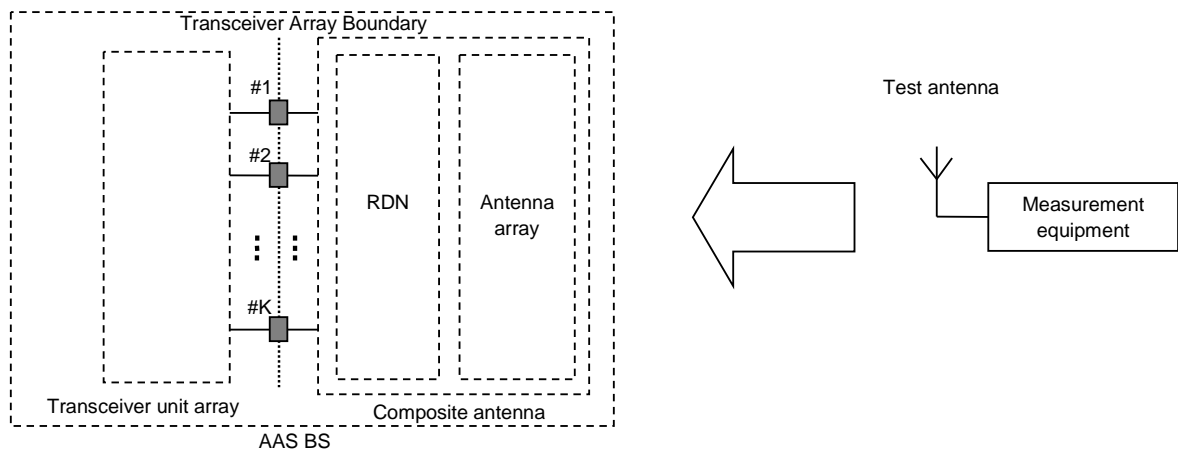 Transceiver Array Boundary
#1
#2
#K
RDN
Antenna
array
Transceiver unit array
Composite antenna
AAS BS
Test antenna
Measurement
equipment